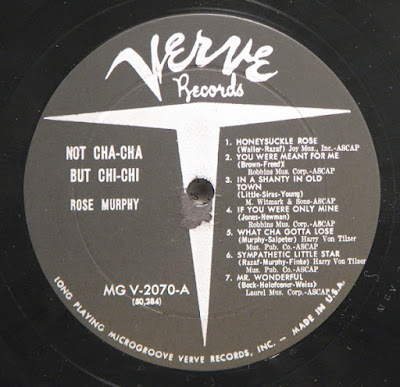 Verve
Records
NOT CHA-CHA
BUT CHI-CHI
ROSE MURPHY
MG V-2070-A
(50,284)
1. HONEYSUCKLE ROSE
(Waller-Razaf) Joy Mus., Inc.-ASCAP
2. YOU WERE MEANT FOR ME
(Brown-Freed)
Robbins Mus. Corp.-ASCAP
3. IN A SHANTY IN OLD
TOWN
(Little-Siras-Young)
M. Witmark & Sons-ASCAP
4. IF YOU WERE ONLY MINE
(Jones-Newman)
Robbins Mus. Corp.-ASCAP
5. WHAT CHA GOTTA LOSE
(Murphy-Salpeter) Harry Von Tilzer
Mus. Pub. Co.-ASCAP
6. SYMPATHETIC LITTLE STAR
(Razaf-Murphy-Finke) Harry Von Tilzer
Mus. Pub. Co.-ASCAP
7. MR. WONDERFUL
(Bock-Holofcener-Weiss)
Laurel Mus. Corp.-ASCAP
LONG PLAYING MICROGROOVE VERVE RECORDS, INC. — MADE IN U.S.A.